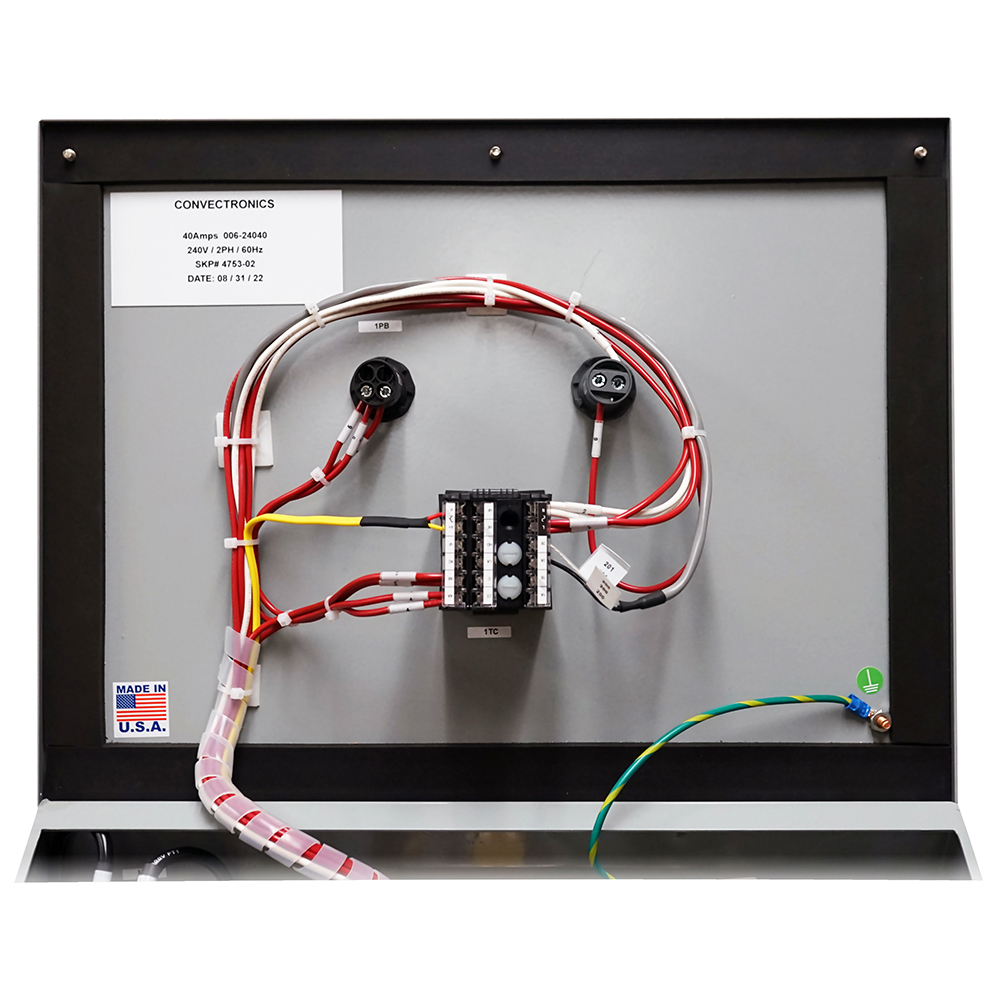 CONVECTRONICS
40Amps 006-24040
240V / 2PH / 60Hz
SKP# 4753-02
DATE: 08 / 31 / 22
1PB
201
1TC
MADE IN
U.S.A.